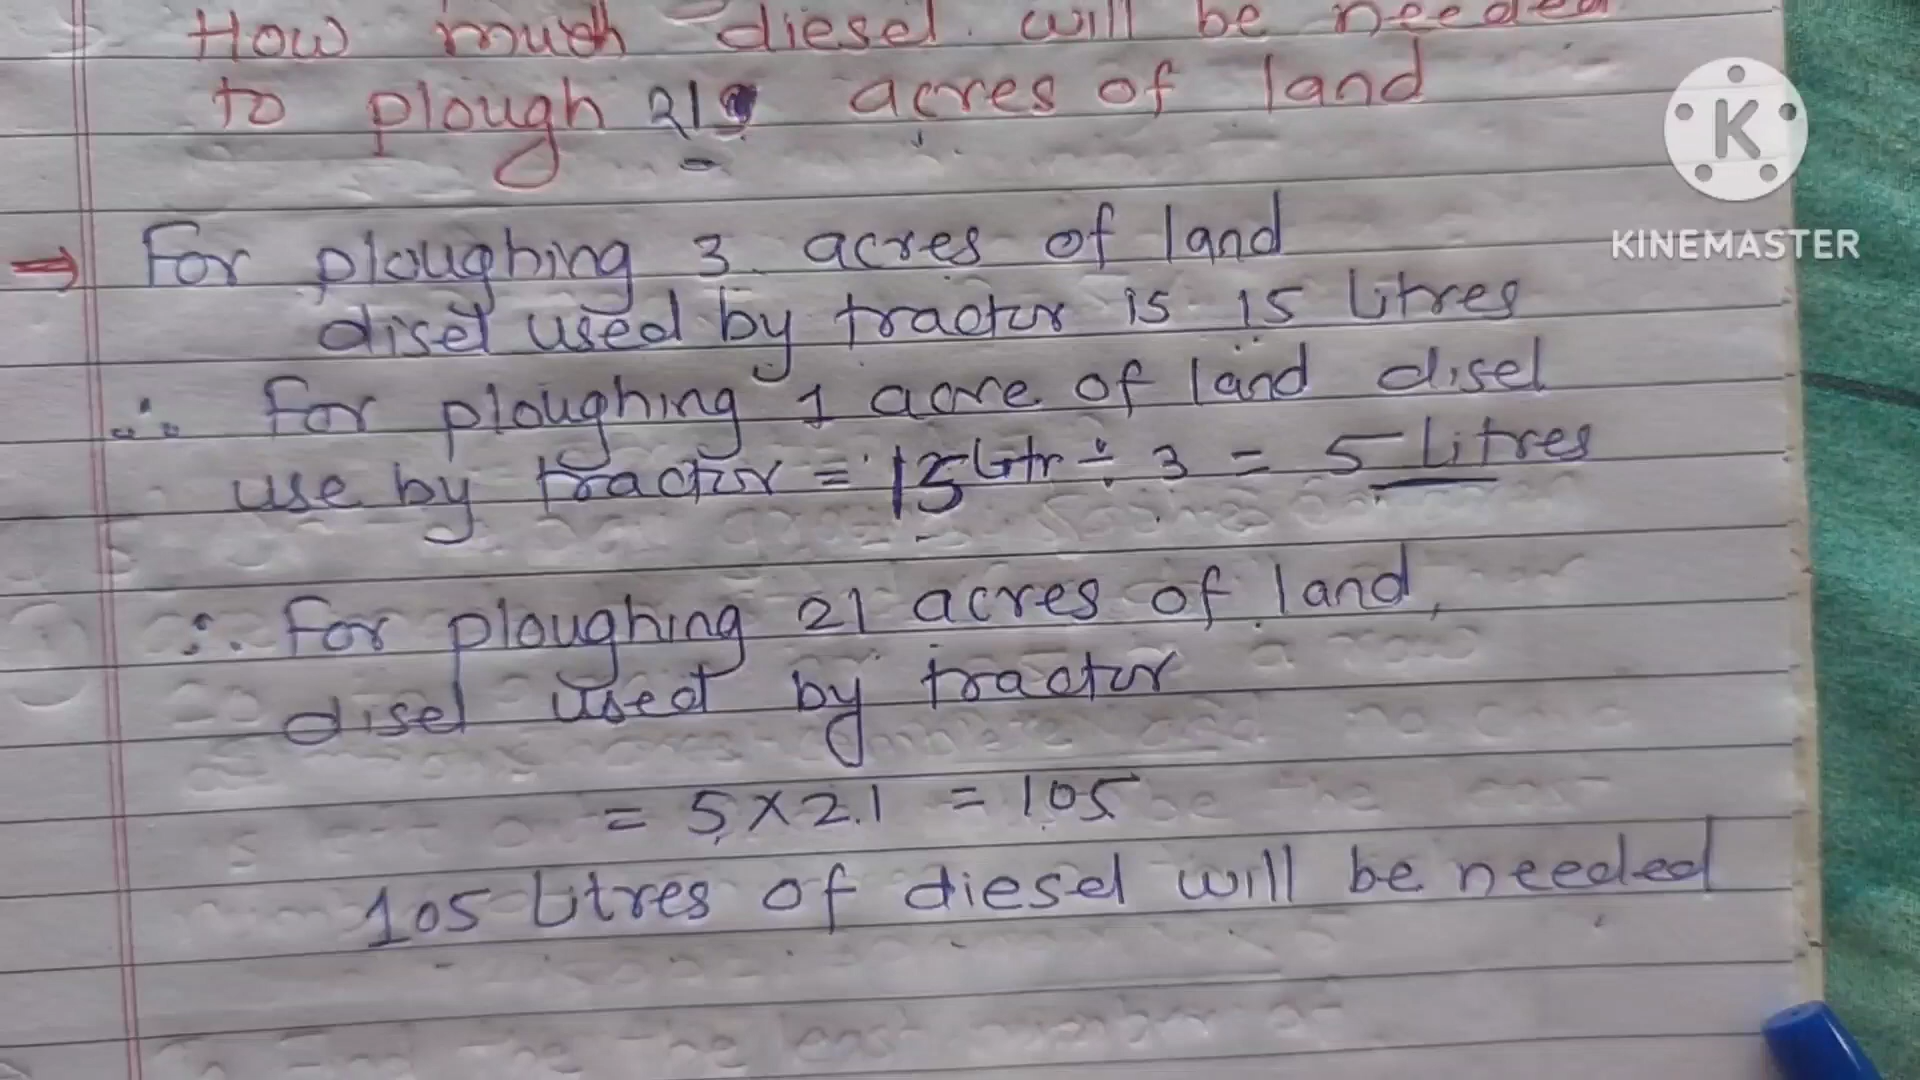 How much diesel will be needed
to plough 21 acres of land
K
KINEMASTER
⇒ For ploughing 3 acres of land
disel used by tractor is 15 litres
∴ For ploughing 1 acre of land disel
use by tractor = 15 Litr ÷ 3 = 5 Litres
∴ For ploughing 21 acres of land,
disel used by tractor
= 5 × 21 = 105
105 Litres of diesel will be needed